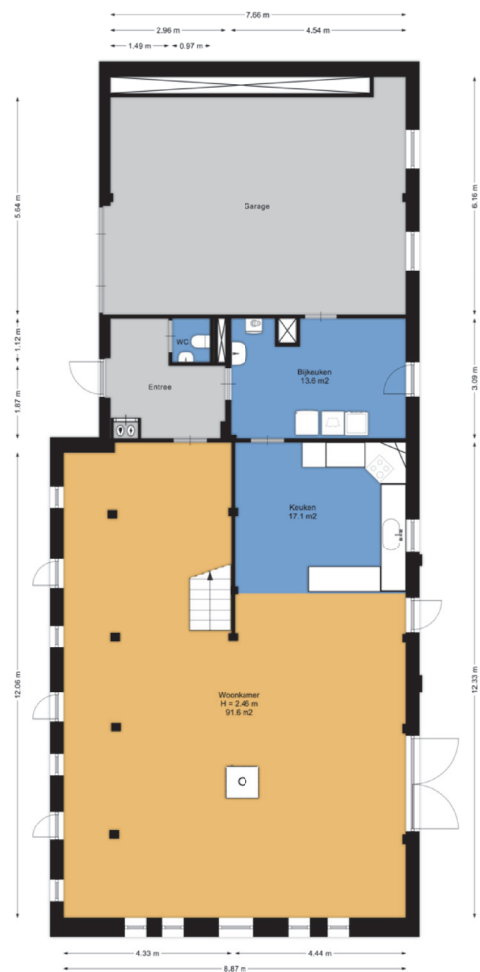 7.66 m
2.96 m
4.54 m
1.49 m
0.97 m
5.64 m
6.16 m
Garage
1.12 m
WC
3.09 m
Bijkeuken
13.6 m2
Entree
1.87 m
Keuken
17.1 m2
12.06 m
12.33 m
Woonkamer
H = 2.46 m
91.6 m2
4.33 m
4.44 m
8.87 m